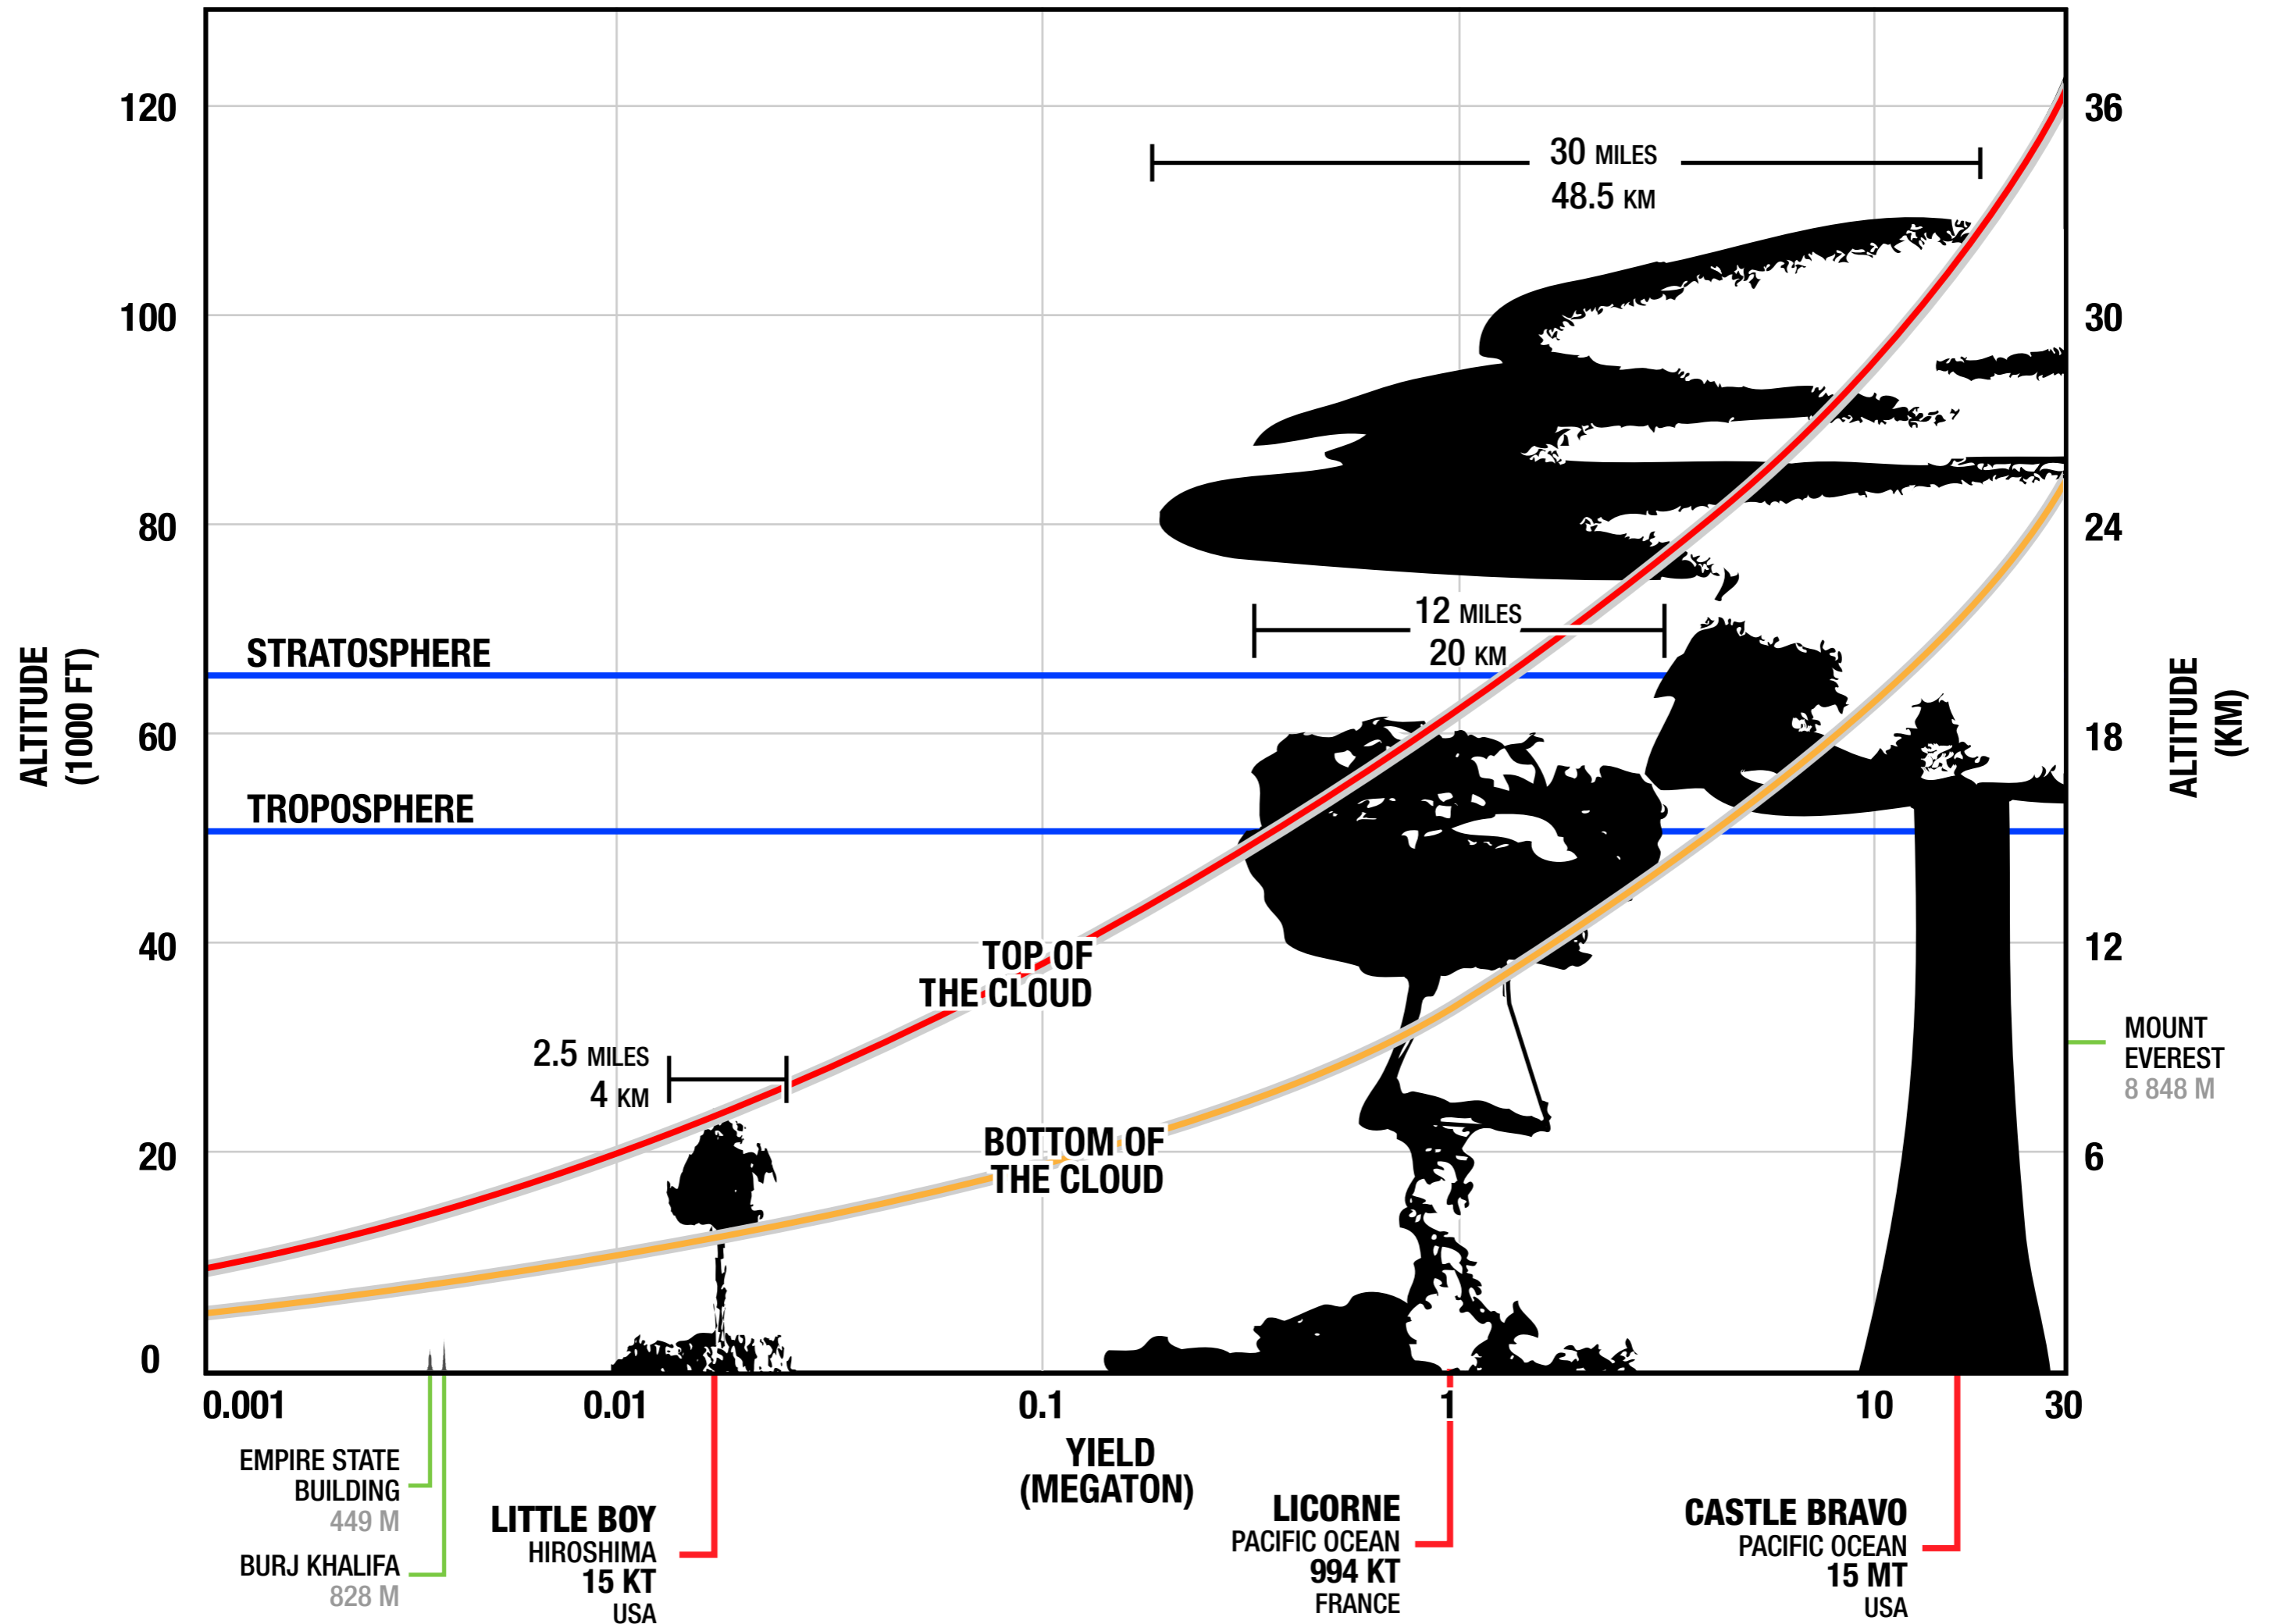 120
100
80
60
40
20
0
ALTITUDE
(1000 FT)
36
30
24
18
12
6
ALTITUDE
(KM)
MOUNT
EVEREST
8 848 M
30 MILES
48.5 KM
12 MILES
20 KM
STRATOSPHERE
TROPOSPHERE
TOP OF
THE CLOUD
2.5 MILES
4 KM
BOTTOM OF
THE CLOUD
0.001
0.01
0.1
1
10
30
YIELD
(MEGATON)
EMPIRE STATE
BUILDING
449 M
BURJ KHALIFA
828 M
LITTLE BOY
HIROSHIMA
15 KT
USA
LICORNE
PACIFIC OCEAN
994 KT
FRANCE
CASTLE BRAVO
PACIFIC OCEAN
15 MT
USA